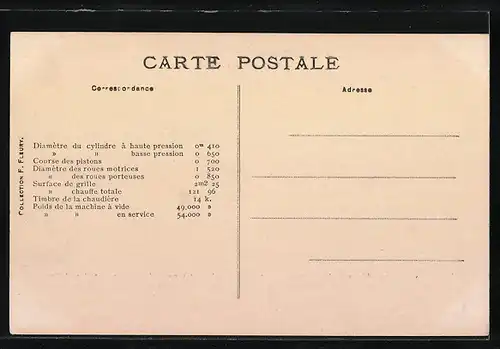 CARTE POSTALE
Correspondance
Adresse
COLLECTION F. FLEURY.
Diamètre du cylindre à haute pression 0m 410
» » basse pression 0 650
Course des pistons 0 700
Diamètre des roues motrices 1 520
» des roues porteuses 0 850
Surface de grille 2m2 25
» chauffe totale 121 96
Timbre de la chaudière 14 k.
Poids de la machine à vide 49,000 »
» » en service 54,000 »